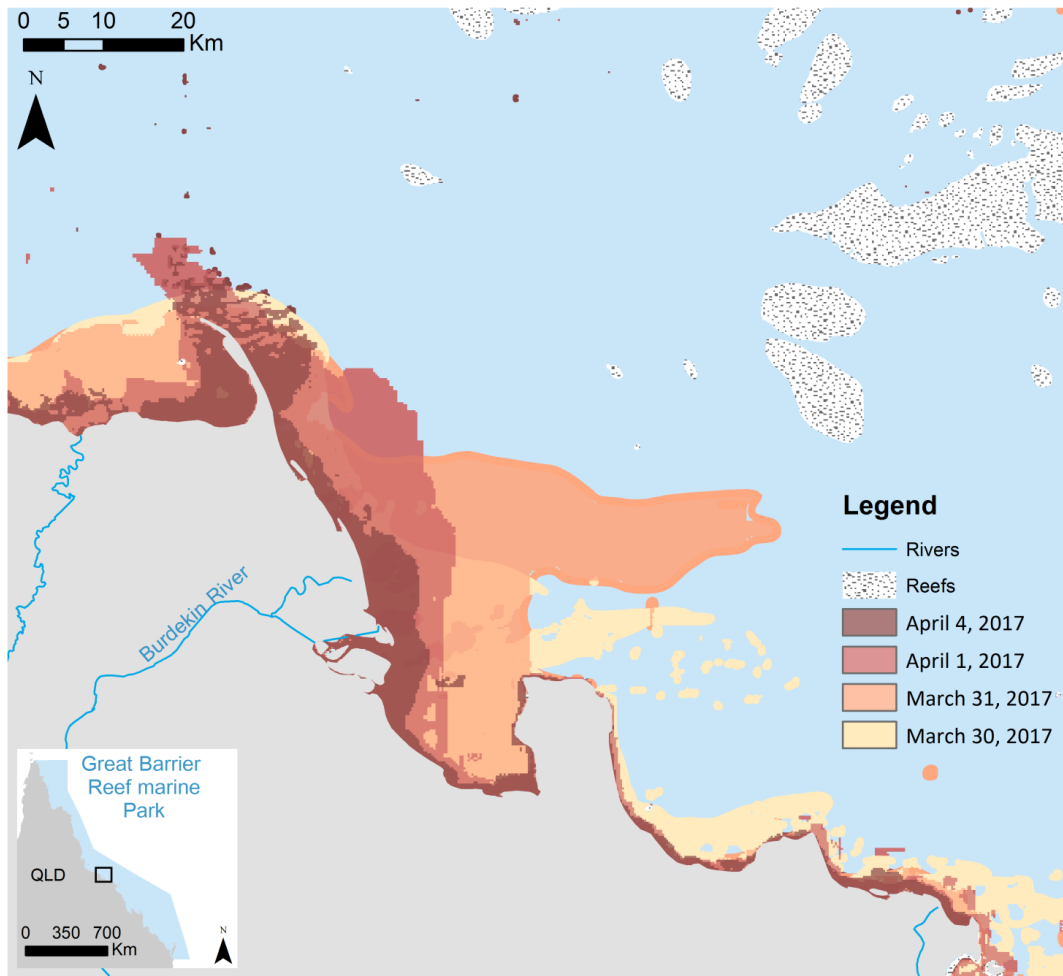 0 5 10 20
Km
N
Burdekin River
Legend
Rivers
Reefs
April 4, 2017
April 1, 2017
March 31, 2017
March 30, 2017
Great Barrier
Reef marine
Park
QLD
0 350 700
Km
N